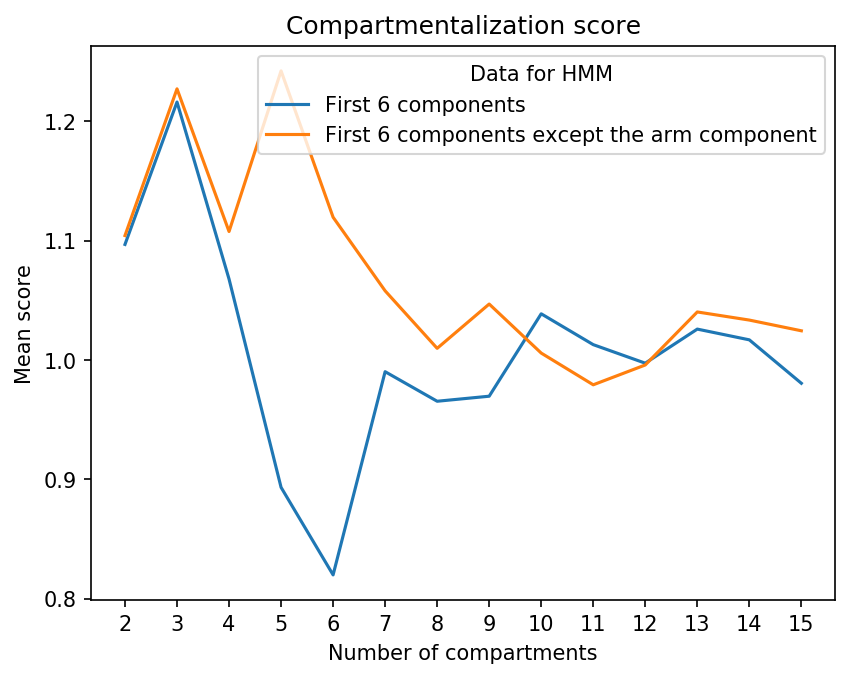 Compartmentalization score
Data for HMM
First 6 components
First 6 components except the arm component
Mean score
1.2
1.1
1.0
0.9
0.8
2 3 4 5 6 7 8 9 10 11 12 13 14 15
Number of compartments